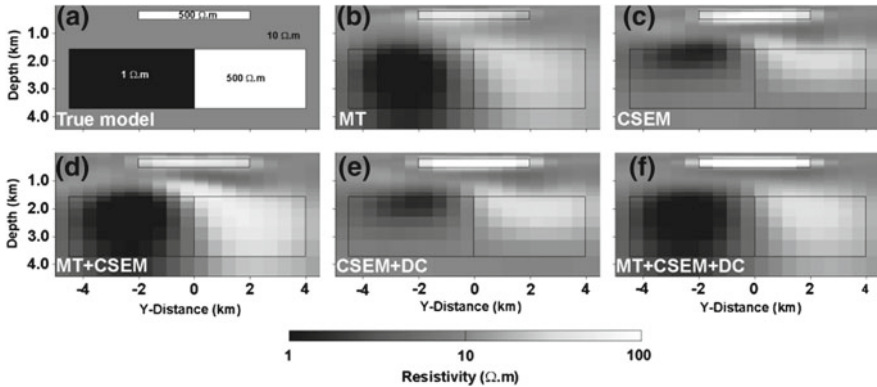 (a)
500 Ω.m
10 Ω.m
1 Ω.m
500 Ω.m
True model
(b)
MT
(c)
CSEM
Depth (km)
1.0
2.0
3.0
4.0
(d)
MT+CSEM
(e)
CSEM+DC
(f)
MT+CSEM+DC
Depth (km)
1.0
2.0
3.0
4.0
-4 -2 0 2 4
-4 -2 0 2 4
-4 -2 0 2 4
Y-Distance (km)
Y-Distance (km)
Y-Distance (km)
1 10 100
Resistivity (Ω.m)